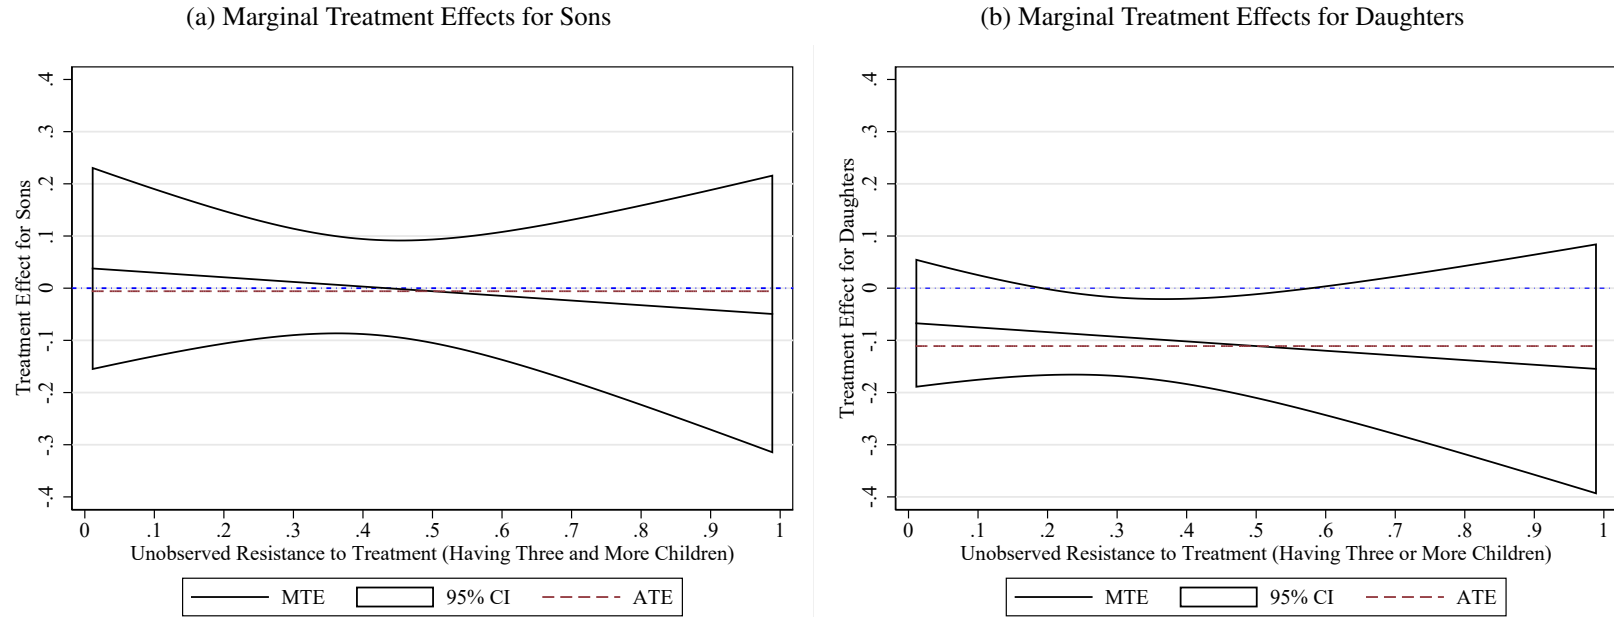 (a) Marginal Treatment Effects for Sons
Treatment Effect for Sons
.4
.3
.2
.1
0
-.1
-.2
-.3
-.4
0 .1 .2 .3 .4 .5 .6 .7 .8 .9 1
Unobserved Resistance to Treatment (Having Three and More Children)
MTE 95% CI ATE
(b) Marginal Treatment Effects for Daughters
Treatment Effect for Daughters
.4
.3
.2
.1
0
-.1
-.2
-.3
-.4
0 .1 .2 .3 .4 .5 .6 .7 .8 .9 1
Unobserved Resistance to Treatment (Having Three or More Children)
MTE 95% CI ATE